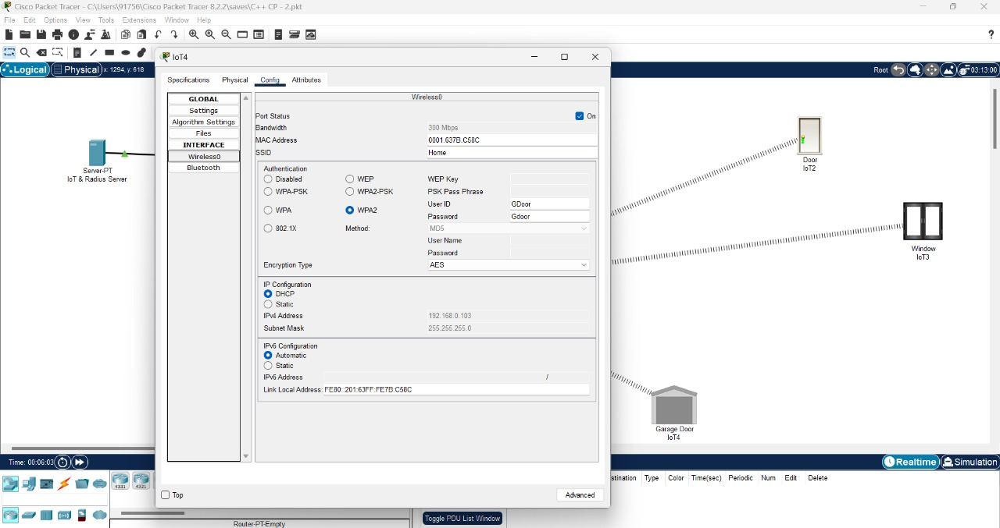 Cisco Packet Tracer - C:\Users\91756\Cisco Packet Tracer 8.2.2\saves\C++ CP - 2.pkt
File Edit Options View Tools Extensions Window Help
?
Logical Physical x: 1294, y: 618
Root 03:13:00
IoT4
Specifications Physical Config Attributes
GLOBAL
Settings
Algorithm Settings
Files
INTERFACE
Wireless0
Bluetooth
Wireless0
Port Status On
Bandwidth 300 Mbps
MAC Address 0001.637B.C58C
SSID Home
Authentication
Disabled WEP WEP Key
WPA-PSK WPA2-PSK PSK Pass Phrase
User ID GDoor
WPA WPA2
Password Gdoor
802.1X Method: MD5
User Name
Password
Encryption Type AES
IP Configuration
DHCP
Static
IPv4 Address 192.168.0.103
Subnet Mask 255.255.255.0
IPv6 Configuration
Automatic
Static
IPv6 Address /
Link Local Address: FE80::201:63FF:FE7B:C58C
Top
Advanced
Server-PT
IoT & Radius Server
Door
IoT2
Window
IoT3
Garage Door
IoT4
Time: 00:06:03
Realtime Simulation
stination Type Color Time(sec) Periodic Num Edit Delete
4331 4321
Toggle PDU List Window
Router-PT-Empty